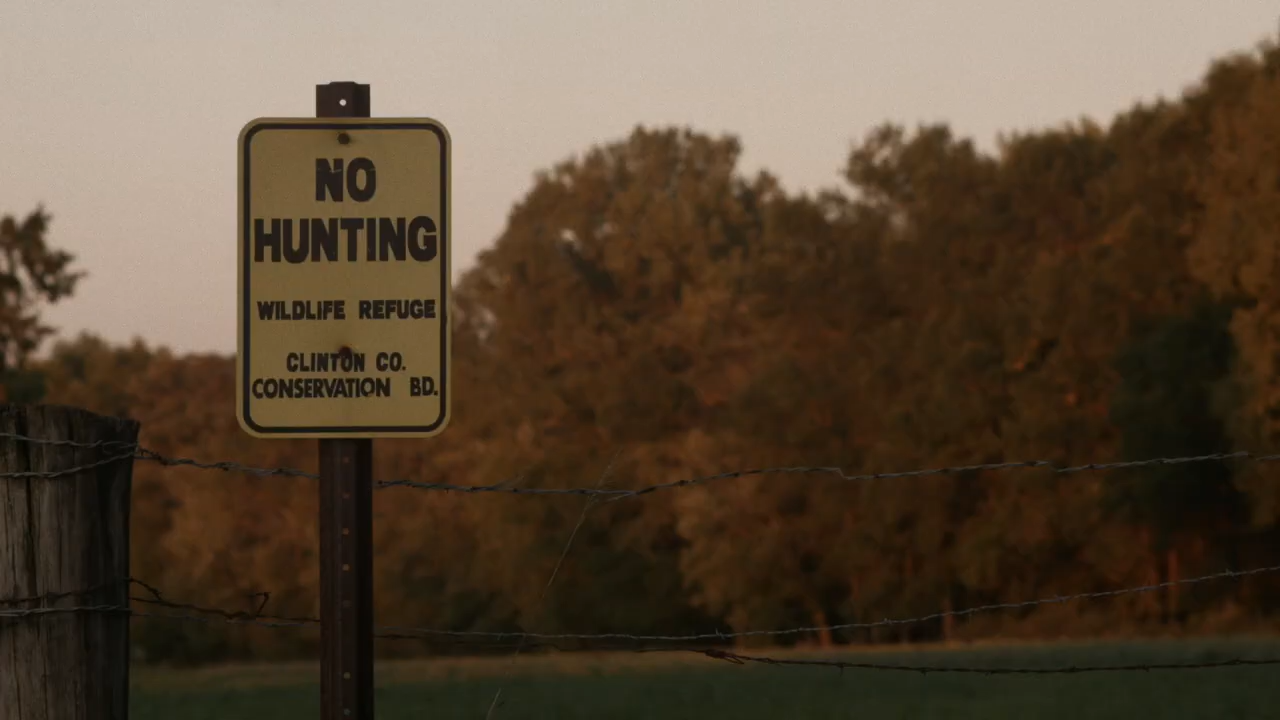 NO
HUNTING
WILDLIFE REFUGE
CLINTON CO.
CONSERVATION BD.